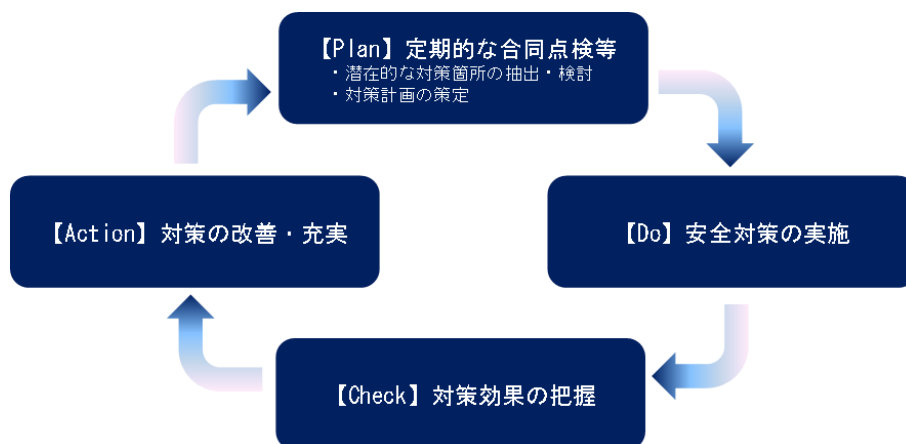 【Plan】定期的な合同点検等
・潜在的な対策箇所の抽出・検討
・対策計画の策定
【Do】安全対策の実施
【Check】対策効果の把握
【Action】対策の改善・充実